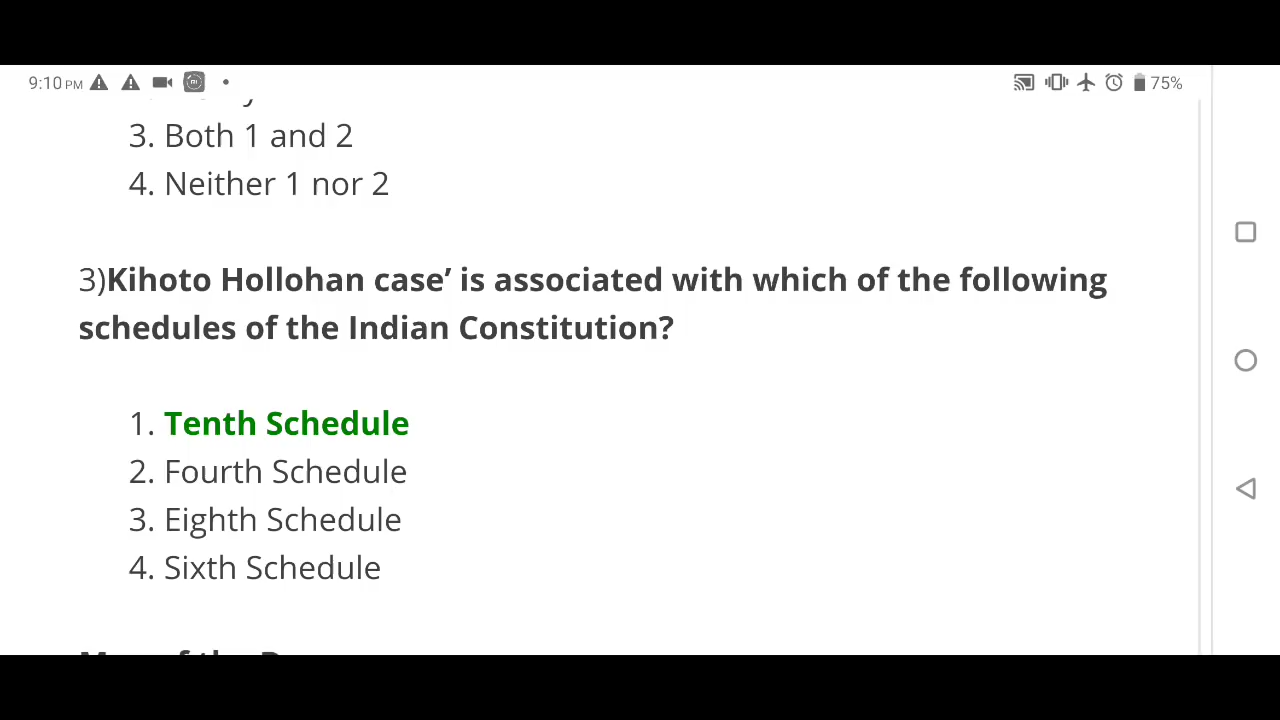 9:10 PM
75%
3. Both 1 and 2
4. Neither 1 nor 2
3)Kihoto Hollohan case’ is associated with which of the following
schedules of the Indian Constitution?
1. Tenth Schedule
2. Fourth Schedule
3. Eighth Schedule
4. Sixth Schedule